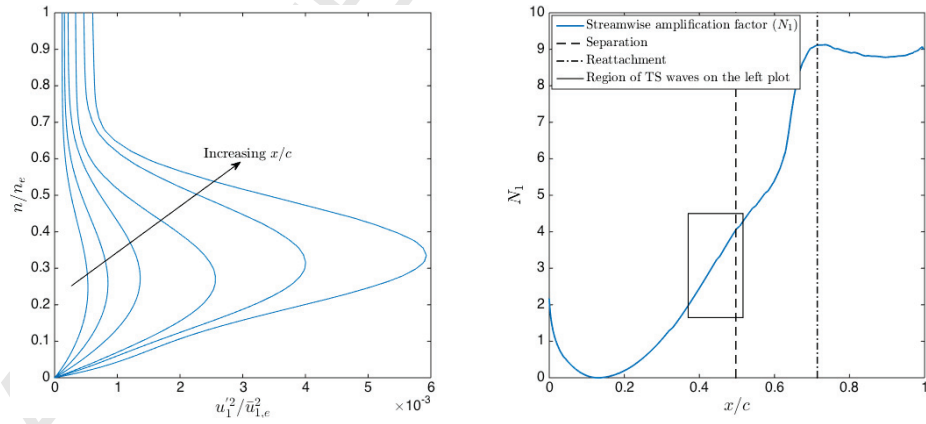 1
0.9
0.8
0.7
0.6
0.5
0.4
0.3
0.2
0.1
0
n/n_e
Increasing x/c
0 1 2 3 4 5 6
×10^{-3}
u_1'^2/ū_{1,e}^2
10
9
8
7
6
5
4
3
2
1
0
N_1
Streamwise amplification factor (N_1)
Separation
Reattachment
Region of TS waves on the left plot
0 0.2 0.4 0.6 0.8 1
x/c